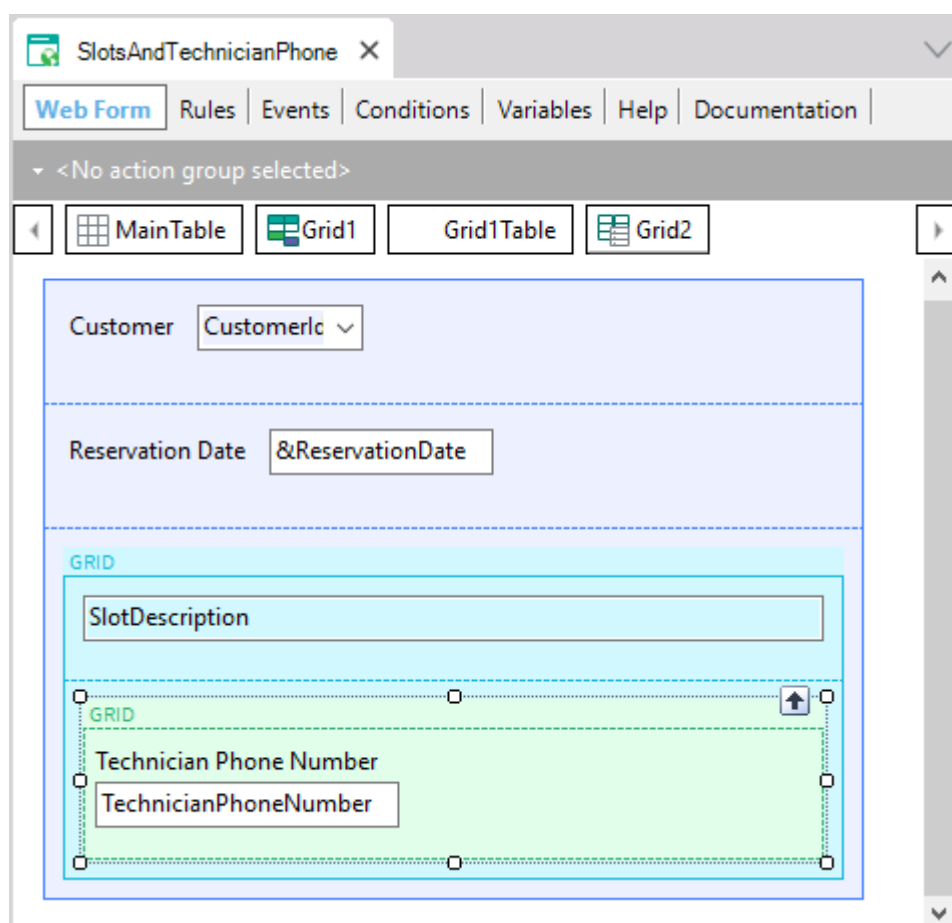 SlotsAndTechnicianPhone
Web Form Rules Events Conditions Variables Help Documentation
<No action group selected>
MainTable Grid1 Grid1Table Grid2
Customer CustomerId
Reservation Date &ReservationDate
GRID
SlotDescription
GRID
Technician Phone Number
TechnicianPhoneNumber